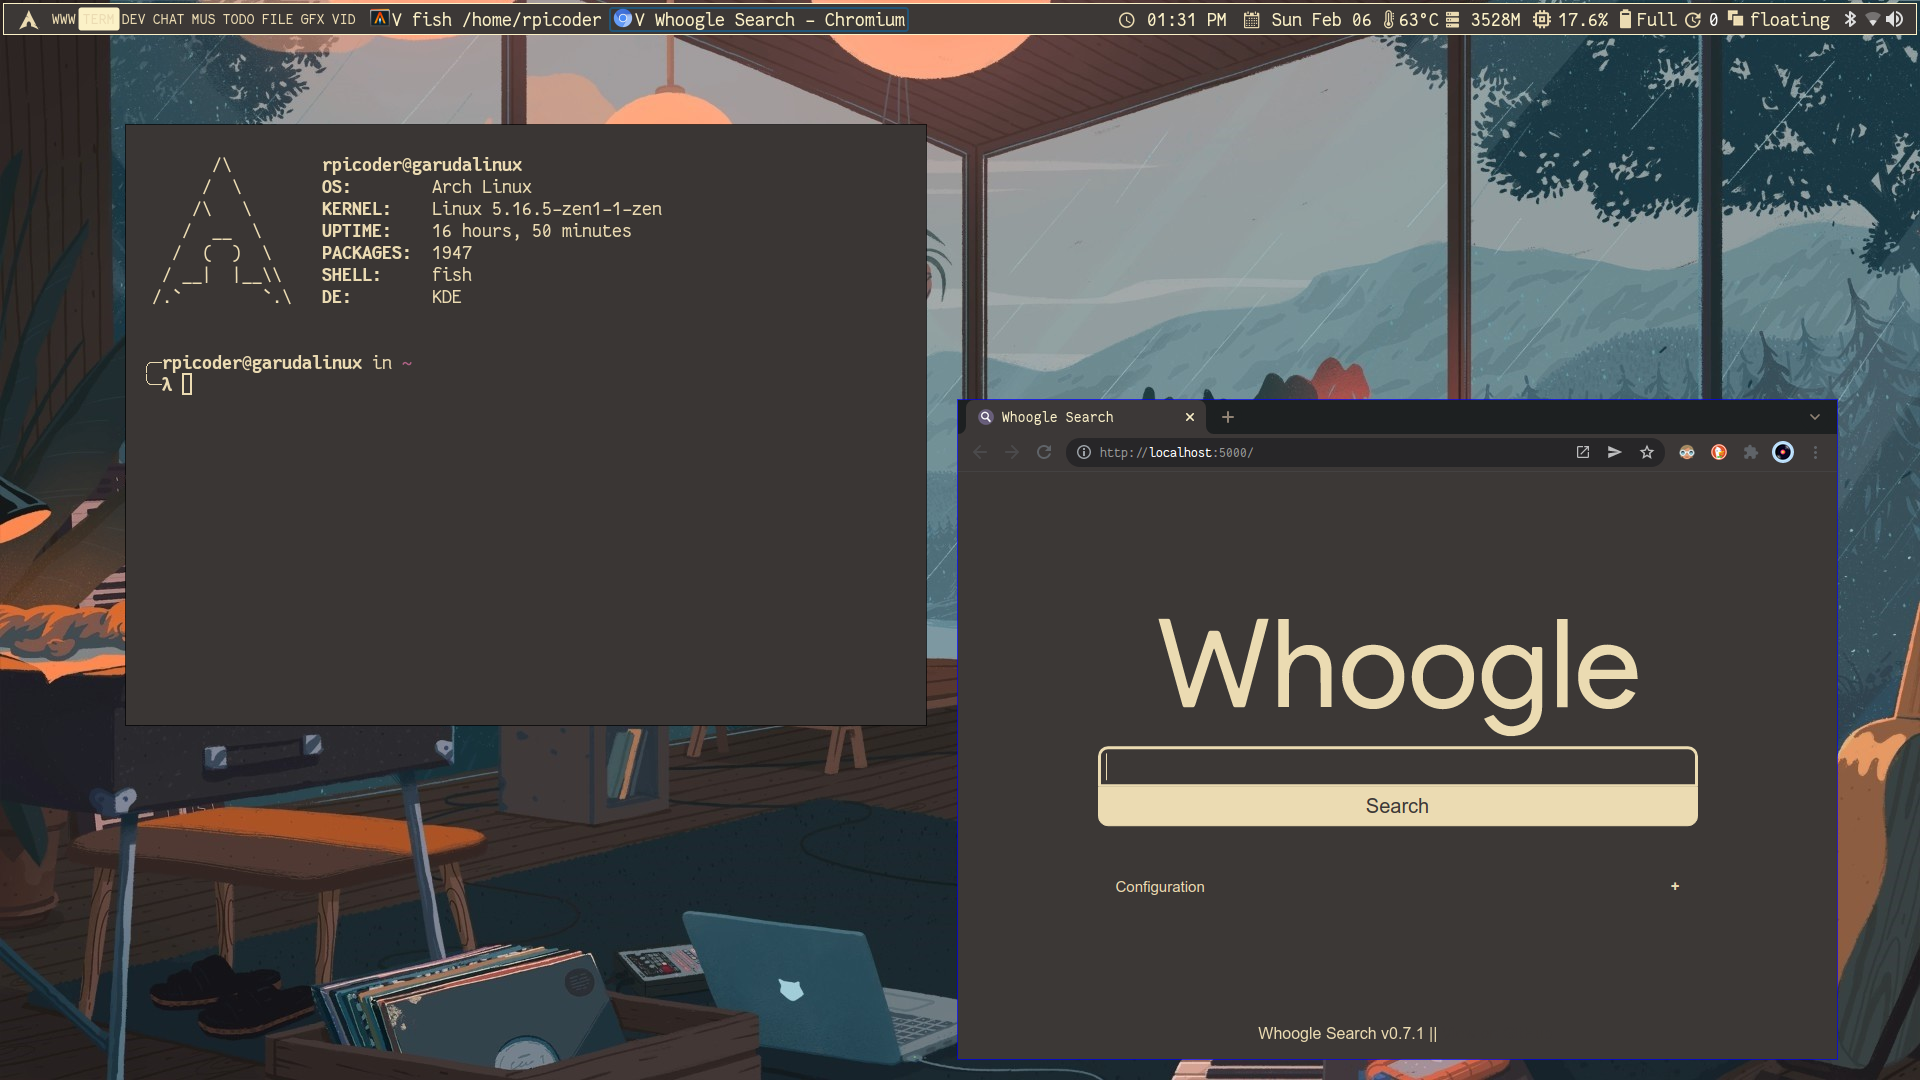 WWW TERM DEV CHAT MUS TODO FILE GFX VID V fish /home/rpicoder V Whoogle Search – Chromium 01:31 PM Sun Feb 06 63°C 3528M 17.6% Full 0 floating
rpicoder@garudalinux
OS: Arch Linux
KERNEL: Linux 5.16.5-zen1-1-zen
UPTIME: 16 hours, 50 minutes
PACKAGES: 1947
SHELL: fish
DE: KDE
rpicoder@garudalinux in ~
λ
Whoogle Search
http://localhost:5000/
Whoogle
Search
Configuration +
Whoogle Search v0.7.1 ||